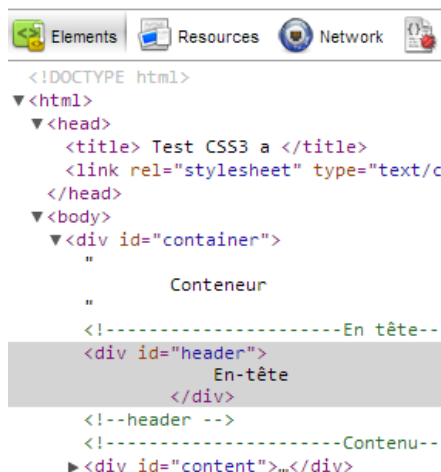 Elements Resources Network
<!DOCTYPE html>
▼<html>
▼<head>
<title> Test CSS3 a </title>
<link rel="stylesheet" type="text/c
</head>
▼<body>
▼<div id="container">
"
Conteneur
"
<!----------------------En tête--
<div id="header">
En-tête
</div>
<!--header -->
<!----------------------Contenu--
▶<div id="content">…</div>